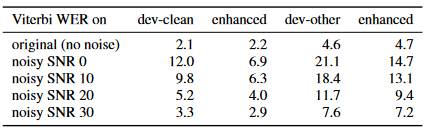 Viterbi WER on dev-clean enhanced dev-other enhanced
original (no noise) 2.1 2.2 4.6 4.7
noisy SNR 0 12.0 6.9 21.1 14.7
noisy SNR 10 9.8 6.3 18.4 13.1
noisy SNR 20 5.2 4.0 11.7 9.4
noisy SNR 30 3.3 2.9 7.6 7.2